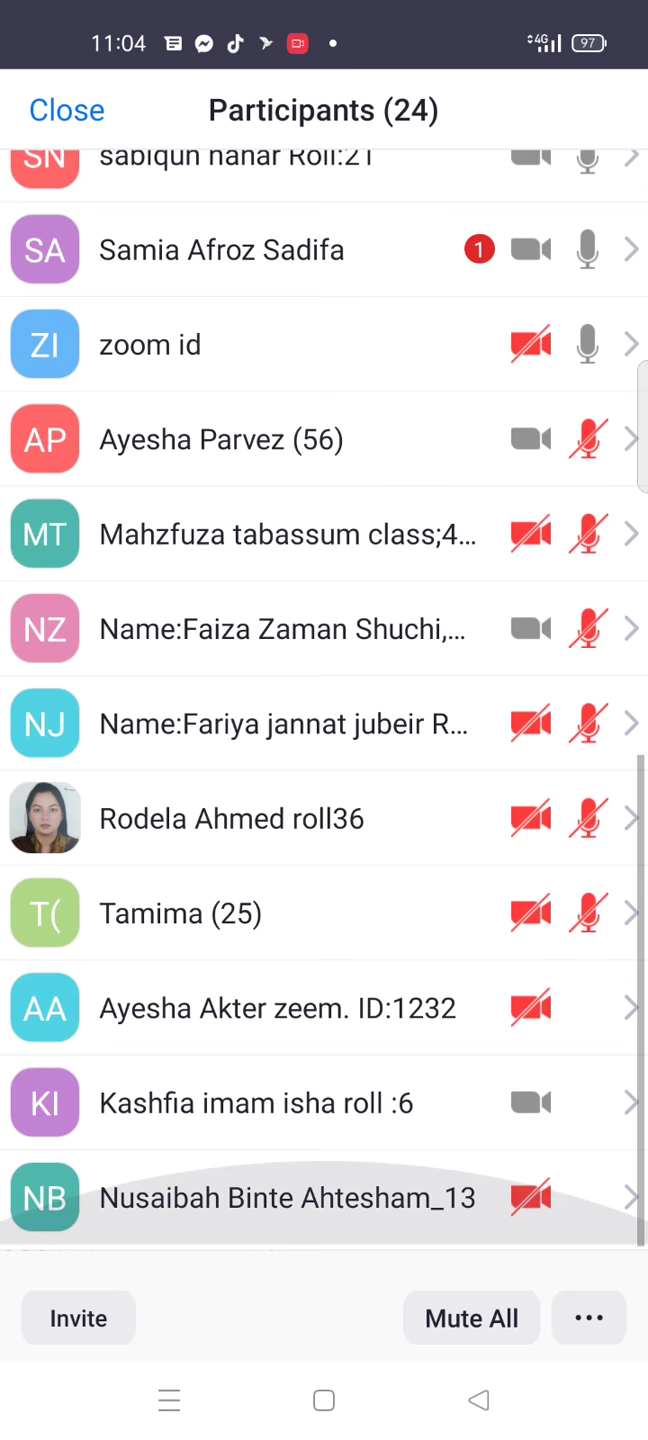 11:04 4G 97
Close Participants (24)
SN sabiqun nahar Roll:21
SA Samia Afroz Sadifa 1
ZI zoom id
AP Ayesha Parvez (56)
MT Mahzfuza tabassum class;4...
NZ Name:Faiza Zaman Shuchi,...
NJ Name:Fariya jannat jubeir R...
Rodela Ahmed roll36
T( Tamima (25)
AA Ayesha Akter zeem. ID:1232
KI Kashfia imam isha roll :6
NB Nusaibah Binte Ahtesham_13
Invite Mute All ...